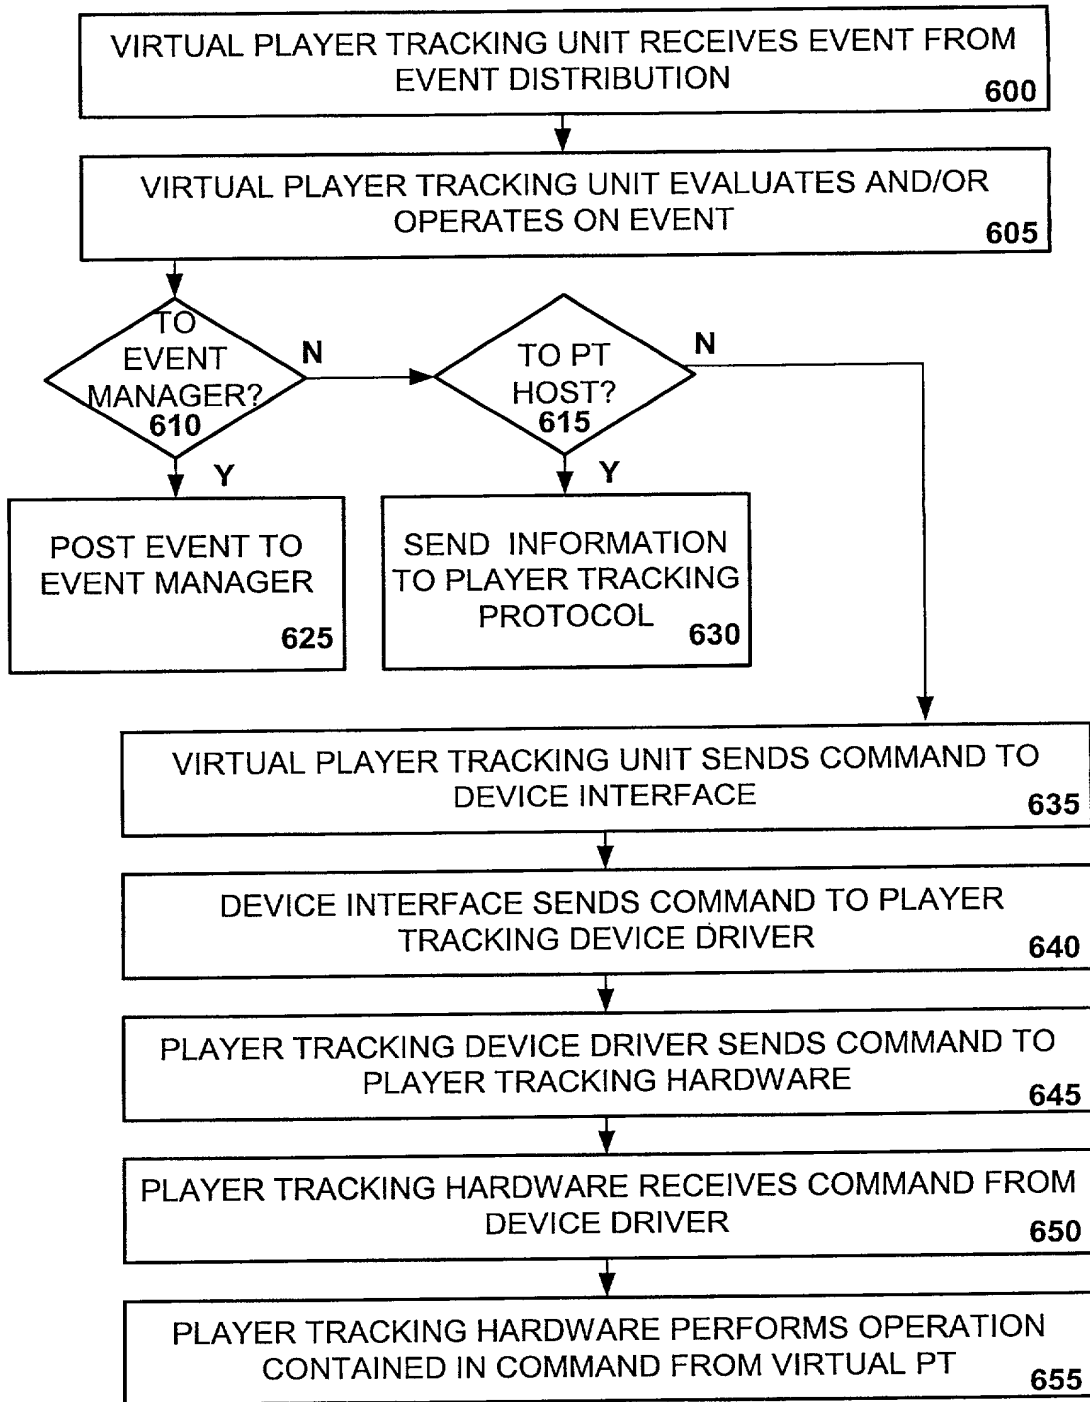 VIRTUAL PLAYER TRACKING UNIT RECEIVES EVENT FROM
EVENT DISTRIBUTION
600
VIRTUAL PLAYER TRACKING UNIT EVALUATES AND/OR
OPERATES ON EVENT
605
TO
EVENT
MANAGER?
610
N
Y
TO PT
HOST?
615
N
Y
POST EVENT TO
EVENT MANAGER
625
SEND INFORMATION
TO PLAYER TRACKING
PROTOCOL
630
VIRTUAL PLAYER TRACKING UNIT SENDS COMMAND TO
DEVICE INTERFACE
635
DEVICE INTERFACE SENDS COMMAND TO PLAYER
TRACKING DEVICE DRIVER
640
PLAYER TRACKING DEVICE DRIVER SENDS COMMAND TO
PLAYER TRACKING HARDWARE
645
PLAYER TRACKING HARDWARE RECEIVES COMMAND FROM
DEVICE DRIVER
650
PLAYER TRACKING HARDWARE PERFORMS OPERATION
CONTAINED IN COMMAND FROM VIRTUAL PT
655